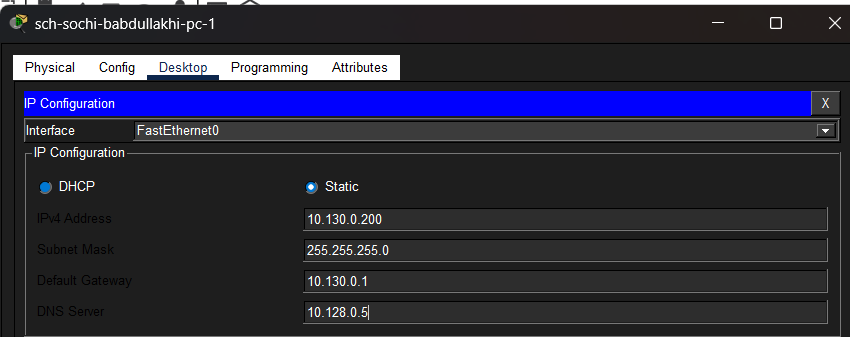 sch-sochi-babdullakhi-pc-1
Physical Config Desktop Programming Attributes
IP Configuration X
Interface FastEthernet0
IP Configuration
DHCP Static
IPv4 Address 10.130.0.200
Subnet Mask 255.255.255.0
Default Gateway 10.130.0.1
DNS Server 10.128.0.5